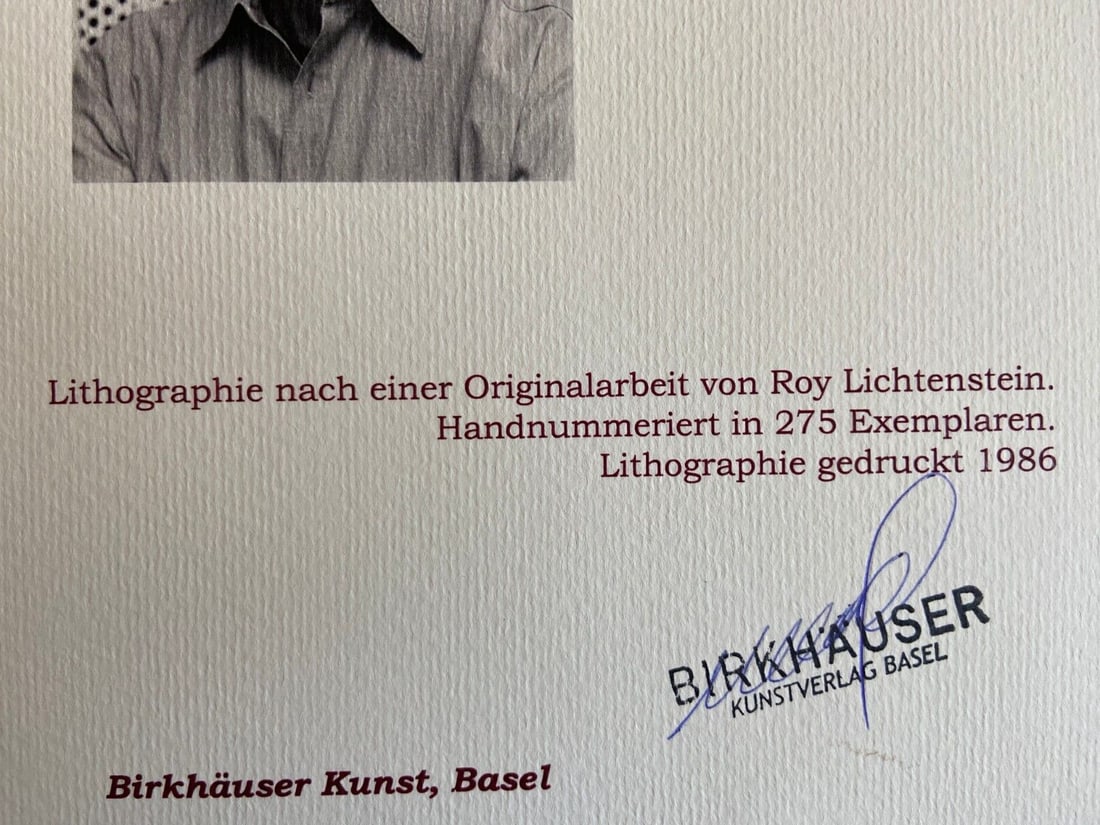 Lithographie nach einer Originalarbeit von Roy Lichtenstein.
Handnummeriert in 275 Exemplaren.
Lithographie gedruckt 1986
BIRKHÄUSER
KUNSTVERLAG BASEL
Birkhäuser Kunst, Basel